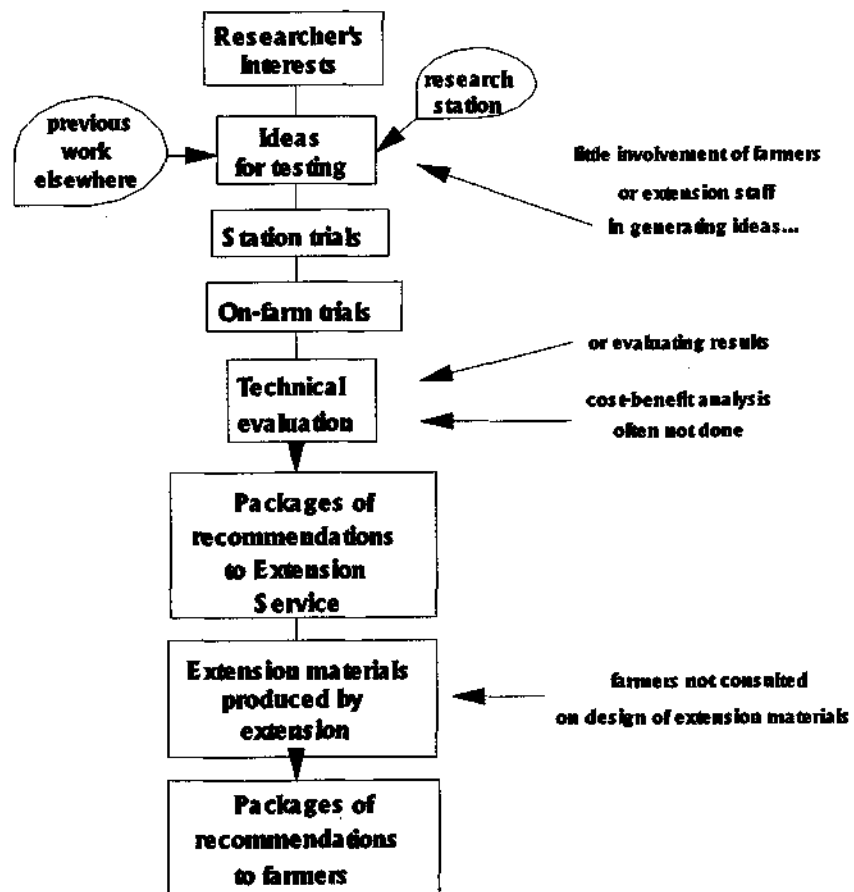 Researcher's
Interests
research
station
previous
work
elsewhere
Ideas
for testing
little involvement of farmers
or extension staff
in generating ideas...
Station trials
On-farm trials
or evaluating results
Technical
evaluation
cost-benefit analysis
often not done
Packages of
recommendations
to Extension
Service
Extension materials
produced by
extension
farmers not consulted
on design of extension materials
Packages of
recommendations
to farmers